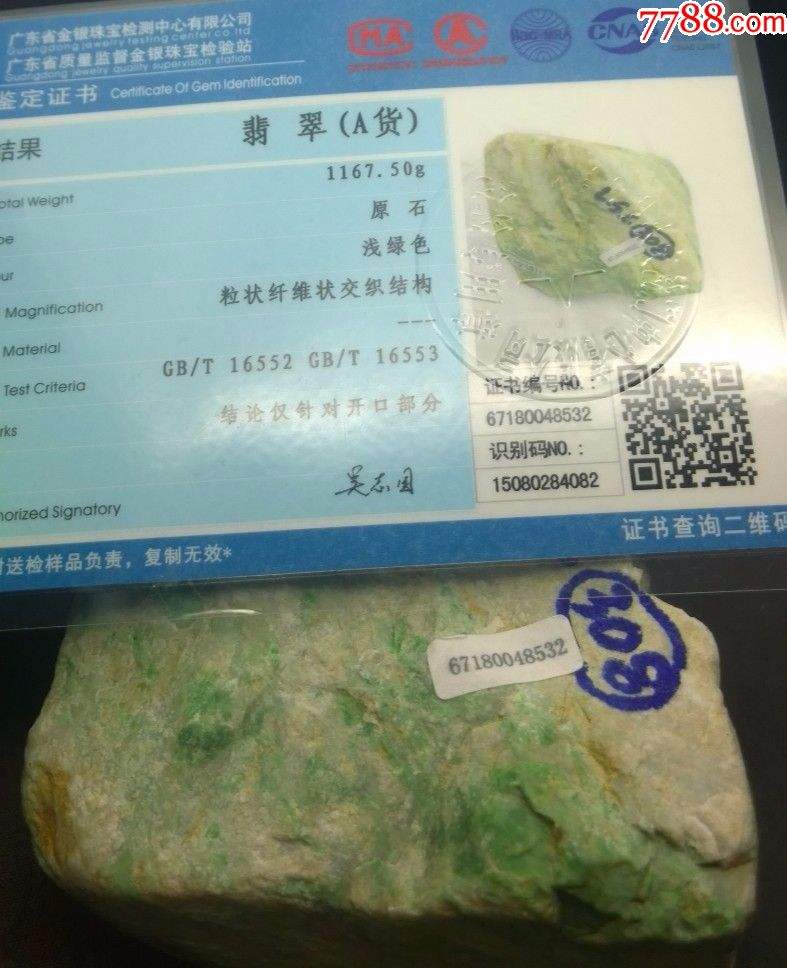 7788.com
广东省金银珠宝检测中心有限公司
Guangdong jewelry testing center co ltd
广东省质量监督金银珠宝检验站
Guangdong jewelry quality supervision station
鉴定证书 Certificate Of Gem Identification
MA
CNA
结果 翡翠(A货)
otal Weight 1167.50g
pe 原石
ur 浅绿色
Magnification 粒状纤维状交织结构
Material ---
Test Criteria GB/T 16552 GB/T 16553
rks 结论仅针对开口部分
horized Signatory 吴志国
证书编号NO.:
67180048532
识别码NO.:
15080284082
证书查询二维码
对送检样品负责，复制无效*
67180048532
408